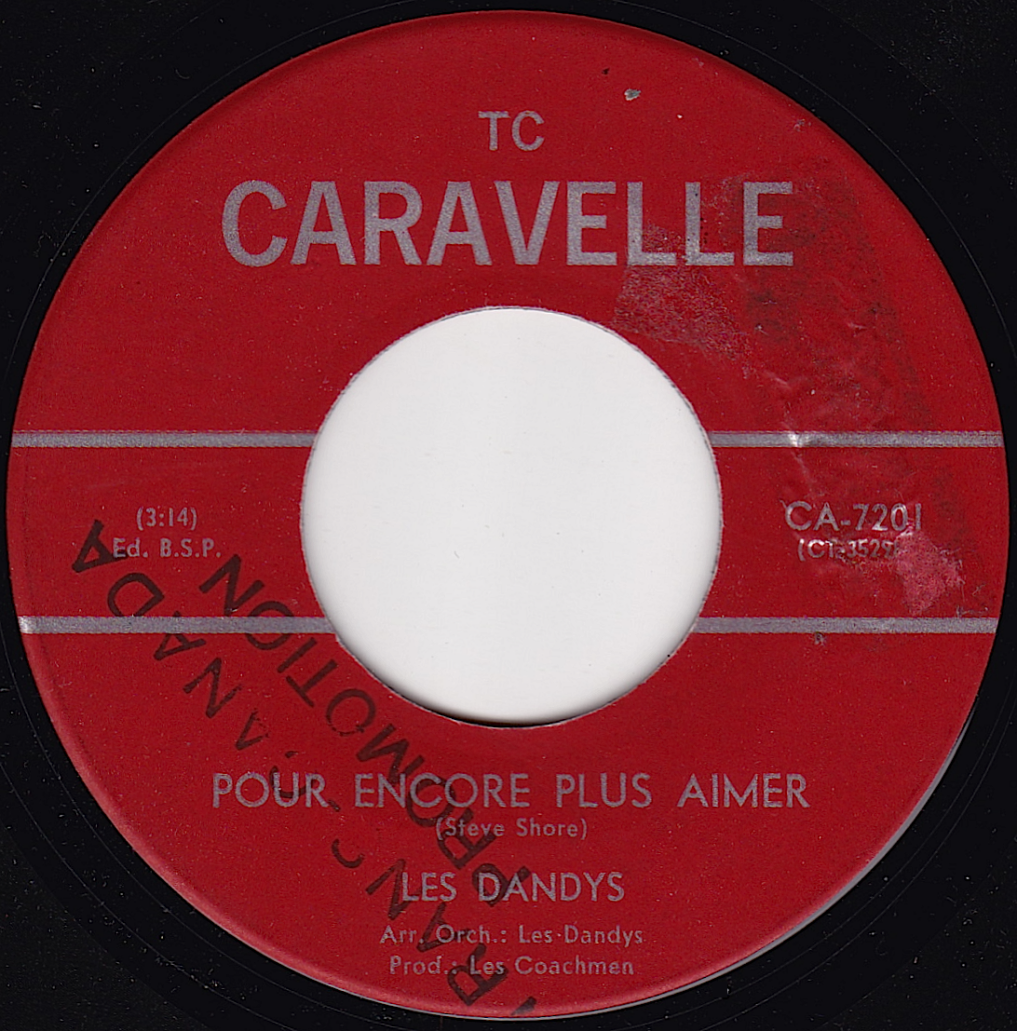 TC
CARAVELLE
(3:14)
Ed. B.S.P.
CA-7201
POUR ENCORE PLUS AIMER
(Steve Shore)
LES DANDYS
Arr. Orch.: Les-Dandys
Prod.: Les Coachmen
PROMOTION